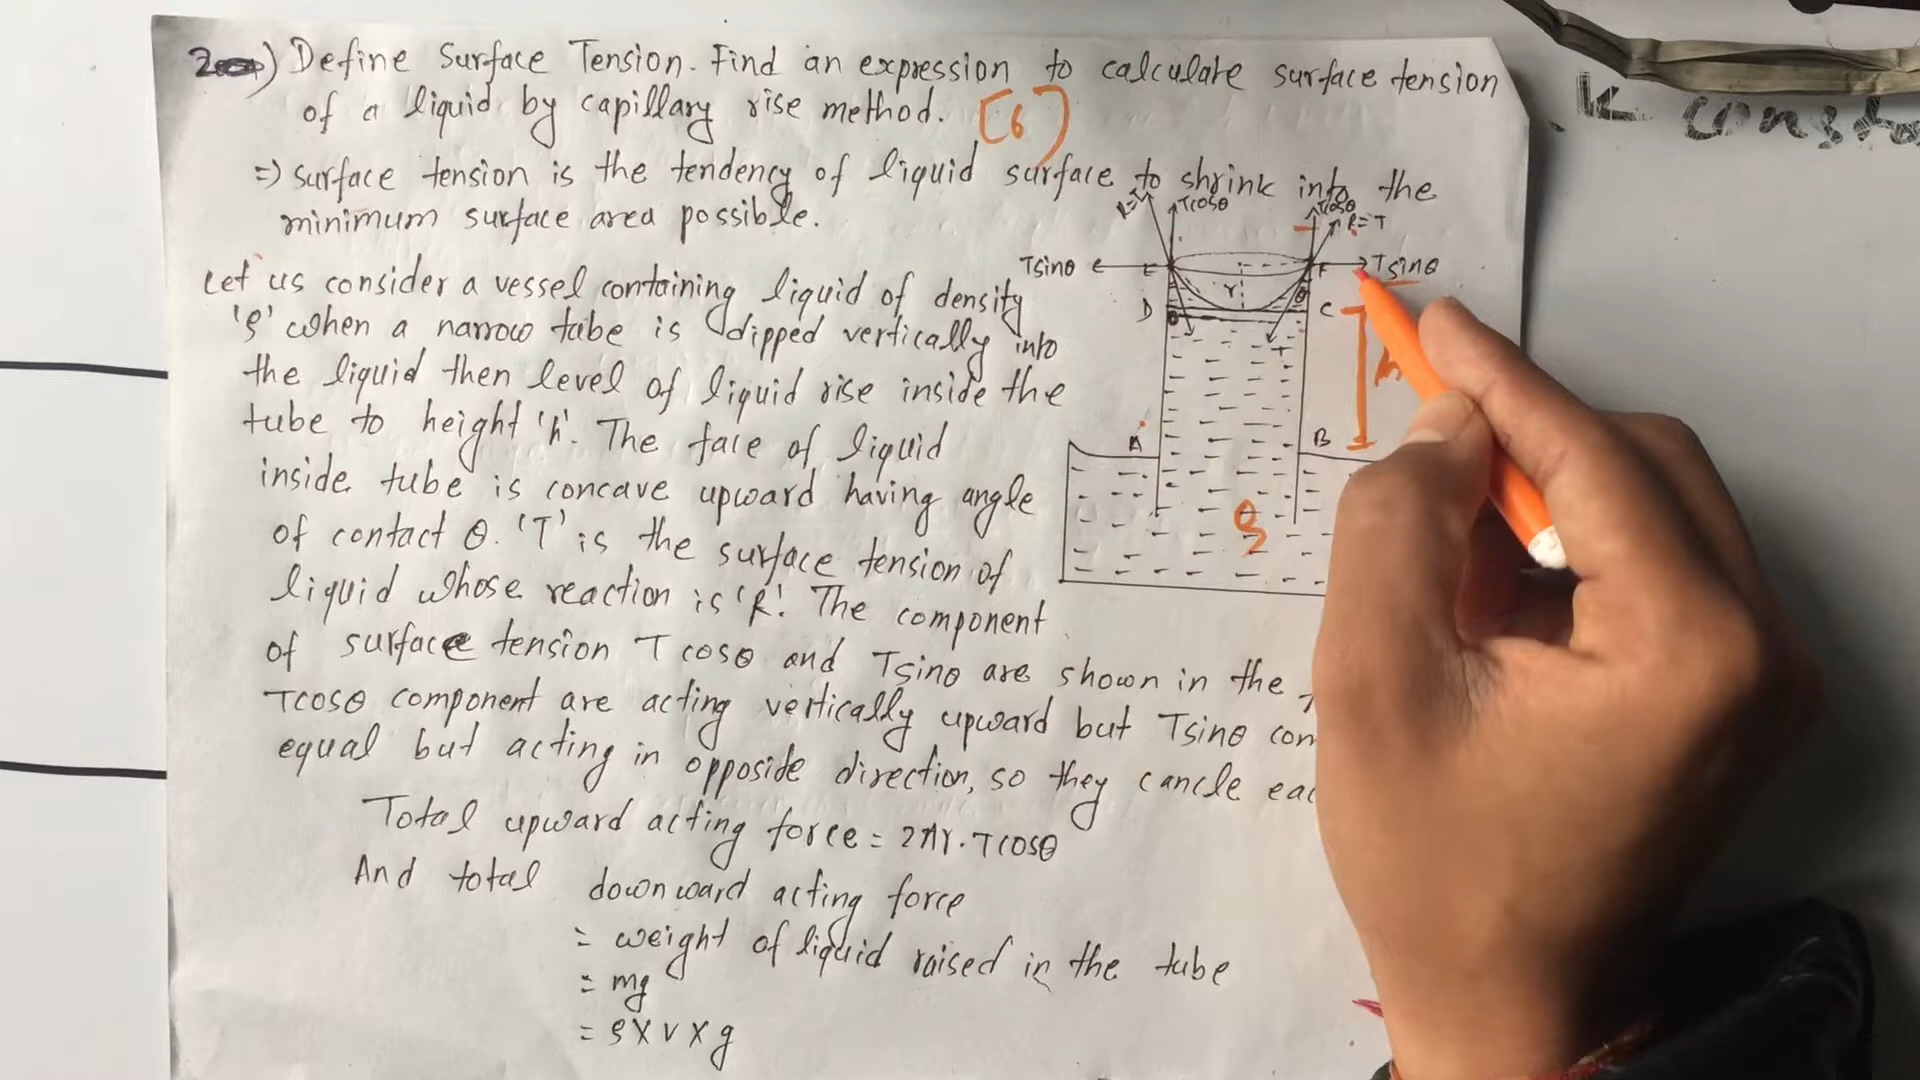 2) Define Surface Tension. Find an expression to calculate surface tension
of a liquid by capillary rise method. [6]
=> surface tension is the tendency of liquid surface to shrink into the
minimum surface area possible.
Let us consider a vessel containing liquid of density
'ρ' when a narrow tube is dipped vertically into
the liquid then level of liquid rise inside the
tube to height 'h'. The face of liquid
inside tube is concave upward having angle
of contact θ. 'T' is the surface tension of
liquid whose reaction is 'R'. The component
of surface tension T cosθ and Tsinθ are shown in the
Tcosθ component are acting vertically upward but Tsinθ com
equal but acting in opposite direction, so they cancle eac
Total upward acting force = 2πr.Tcosθ
And total downward acting force
= weight of liquid raised in the tube
= mg
= ρ x v x g
R=T Tcosθ Tcosθ R=T
Tsinθ E F Tsinθ
r θ
D θ C
T h
A B
ρ
k consta